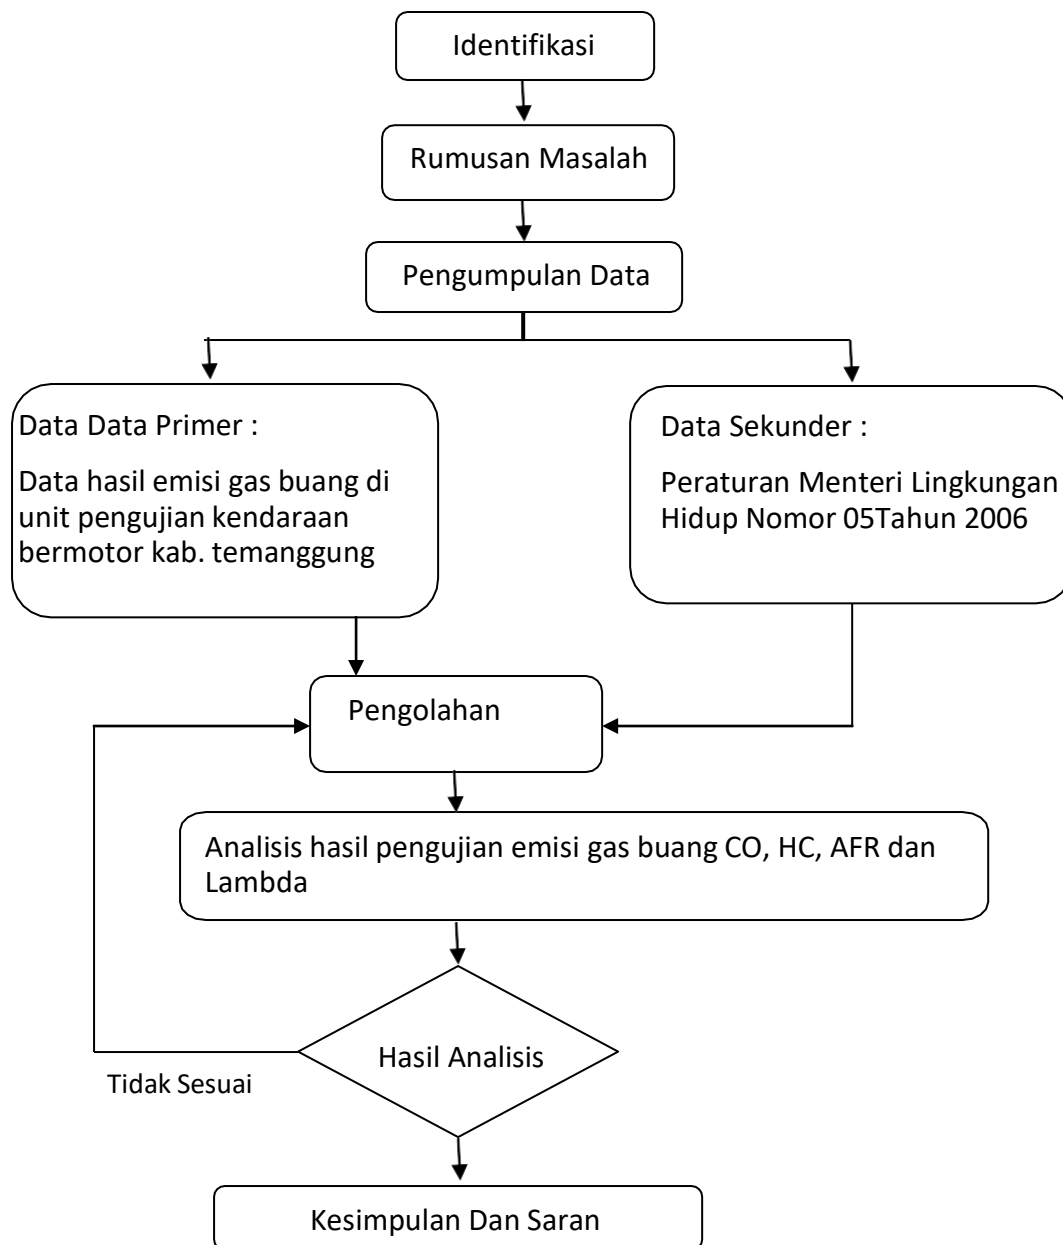 Identifikasi
Rumusan Masalah
Pengumpulan Data
Data Data Primer :
Data hasil emisi gas buang di
unit pengujian kendaraan
bermotor kab. temanggung
Data Sekunder :
Peraturan Menteri Lingkungan
Hidup Nomor 05Tahun 2006
Pengolahan
Analisis hasil pengujian emisi gas buang CO, HC, AFR dan
Lambda
Hasil Analisis
Tidak Sesuai
Kesimpulan Dan Saran